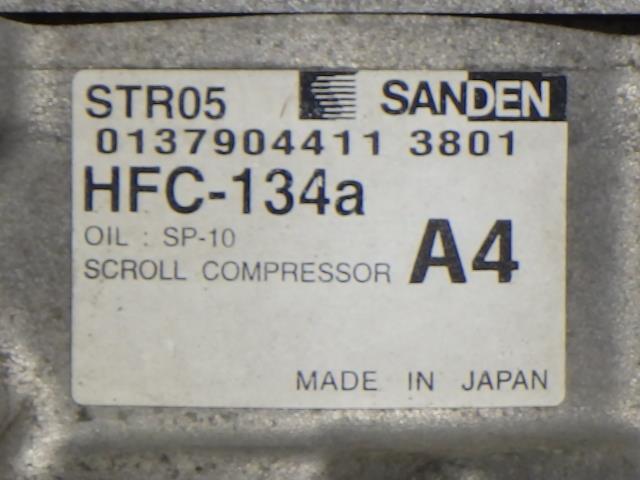 STR05 SANDEN
0137904411 3801
HFC-134a
OIL : SP-10
SCROLL COMPRESSOR A4
MADE IN JAPAN